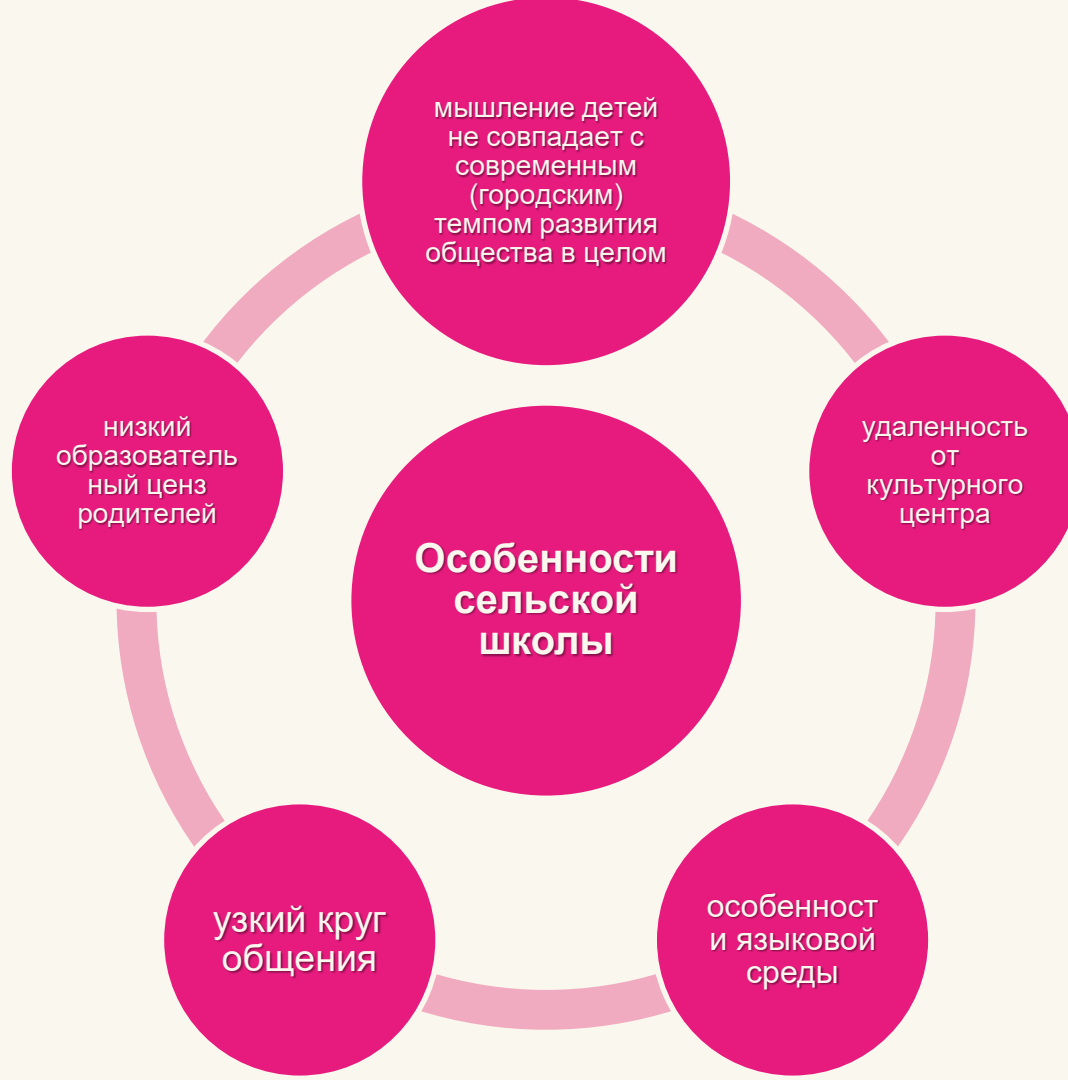 мышление детей
не совпадает с
современным
(городским)
темпом развития
общества в целом
низкий
образователь
ный ценз
родителей
удаленность
от
культурного
центра
Особенности
сельской
школы
узкий круг
общения
особенност
и языковой
среды